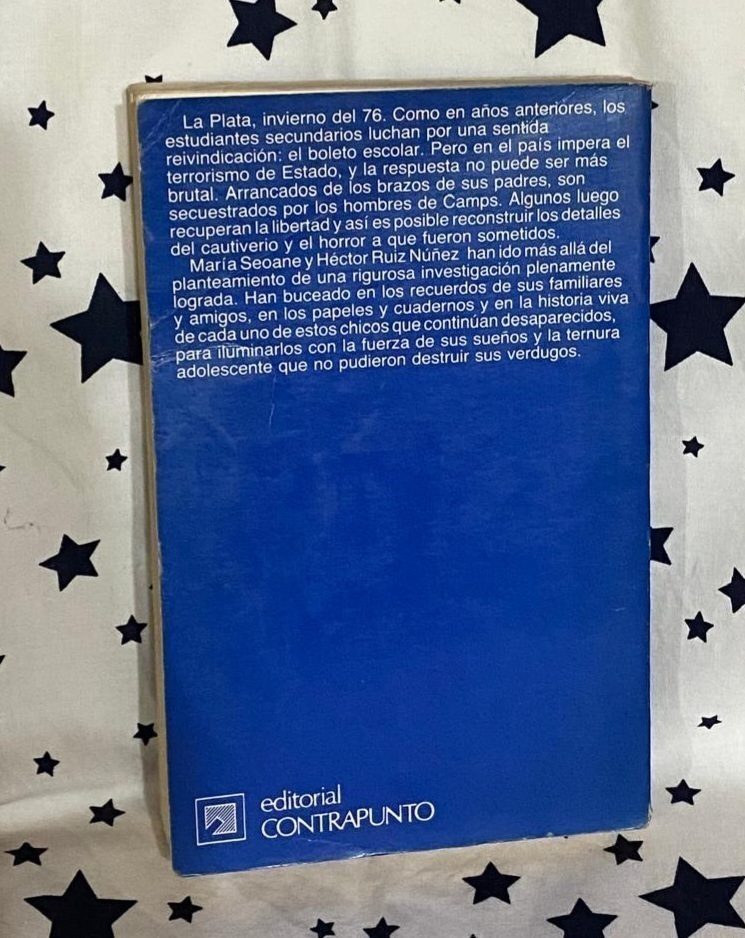 La Plata, invierno del 76. Como en años anteriores, los
estudiantes secundarios luchan por una sentida
reivindicación: el boleto escolar. Pero en el país impera el
terrorismo de Estado, y la respuesta no puede ser más
brutal. Arrancados de los brazos de sus padres, son
secuestrados por los hombres de Camps. Algunos luego
recuperan la libertad y así es posible reconstruir los detalles
del cautiverio y el horror a que fueron sometidos.
María Seoane y Héctor Ruiz Núñez han ido más allá del
planteamiento de una rigurosa investigación plenamente
lograda. Han buceado en los recuerdos de sus familiares
y amigos, en los papeles y cuadernos y en la historia viva
de cada uno de estos chicos que continúan desaparecidos,
para iluminarlos con la fuerza de sus sueños y la ternura
adolescente que no pudieron destruir sus verdugos.
editorial
CONTRAPUNTO